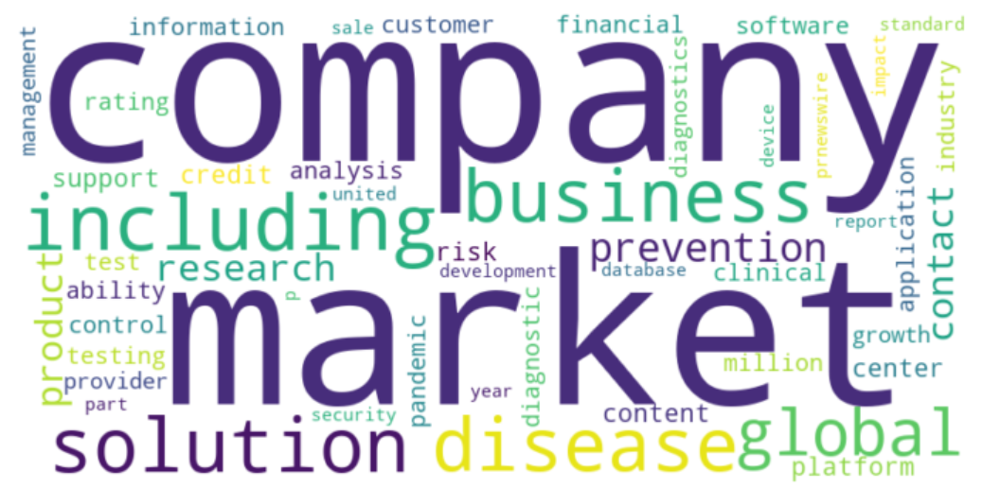 information sale customer financial software standard
management
company
rating
diagnostics
device
prnewswire
impact
industry
support credit analysis
united
including business
report
application
contact
risk prevention
test research
development database clinical
product
ability
p
market
control
pandemic
diagnostic
growth
testing million center
provider
part year
security content
solution disease global
platform